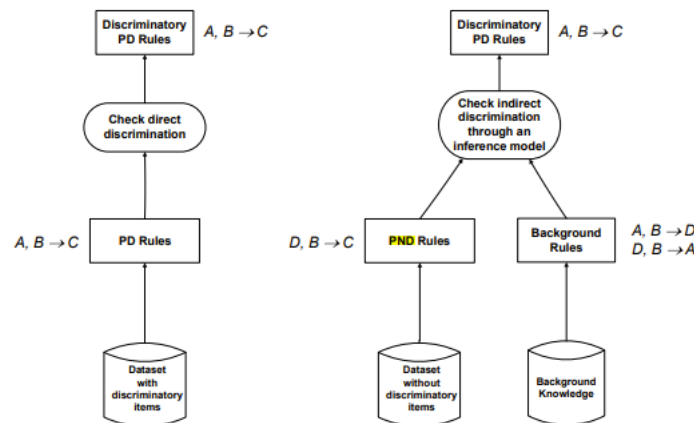 Discriminatory
PD Rules
A, B → C
Check direct
discrimination
A, B → C
PD Rules
Dataset
with
discriminatory
items
Discriminatory
PD Rules
A, B → C
Check indirect
discrimination
through an
inference model
D, B → C
PND Rules
Background
Rules
A, B → D
D, B → A
Dataset
without
discriminatory
items
Background
Knowledge